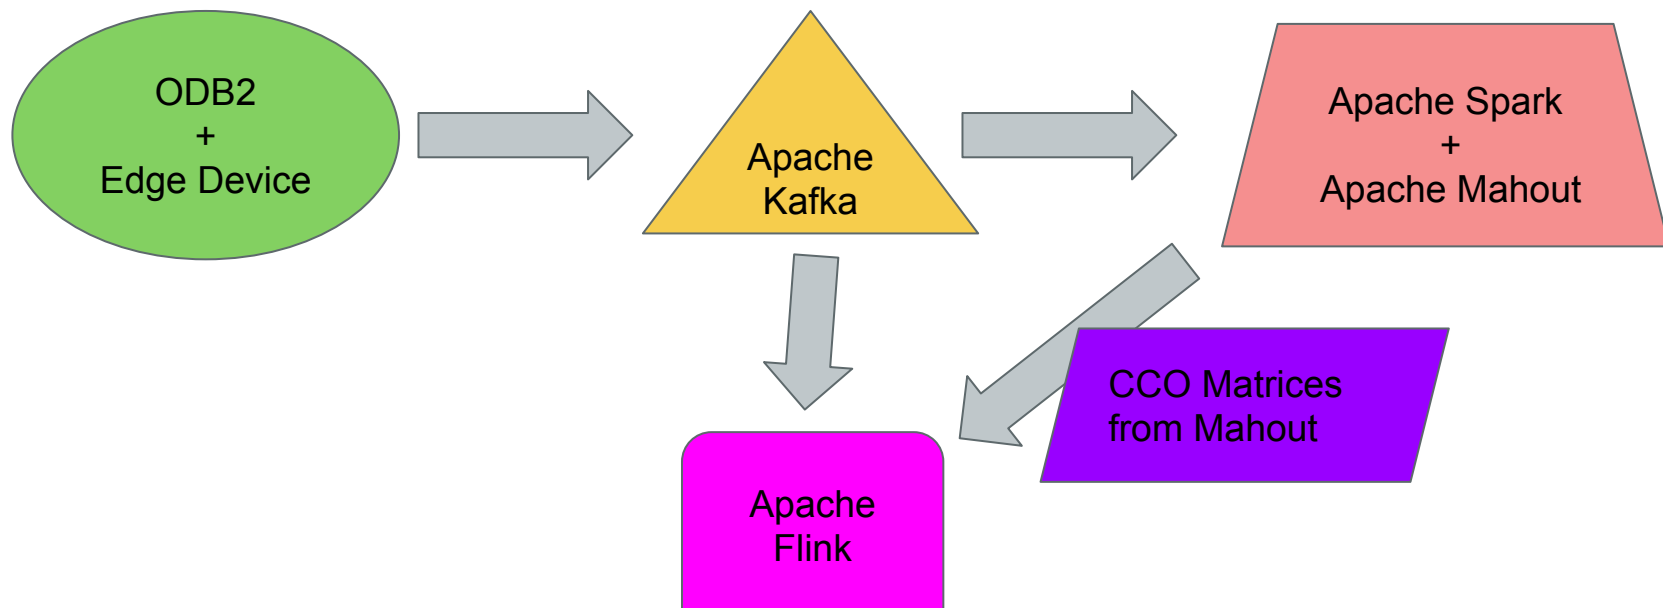 ODB2
+
Edge Device
Apache
Kafka
Apache Spark
+
Apache Mahout
CCO Matrices
from Mahout
Apache
Flink